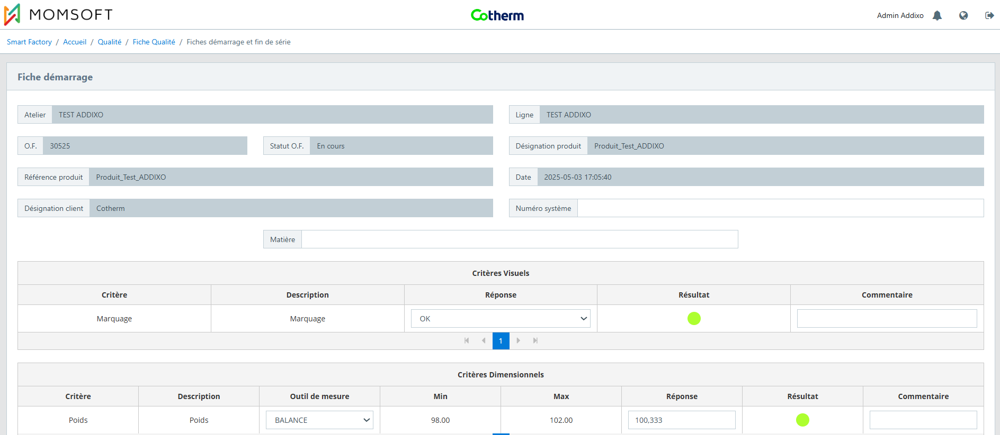 MOMSOFT
Cotherm
Admin Addixo
Smart Factory / Accueil / Qualité / Fiche Qualité / Fiches démarrage et fin de série
Fiche démarrage
Atelier TEST ADDIXO
Ligne TEST ADDIXO
O.F. 30525
Statut O.F. En cours
Désignation produit Produit_Test_ADDIXO
Référence produit Produit_Test_ADDIXO
Date 2025-05-03 17:05:40
Désignation client Cotherm
Numéro système
Matière
Critères Visuels
Critère Description Réponse Résultat Commentaire
Marquage Marquage OK
1
Critères Dimensionnels
Critère Description Outil de mesure Min Max Réponse Résultat Commentaire
Poids Poids BALANCE 98.00 102.00 100,333